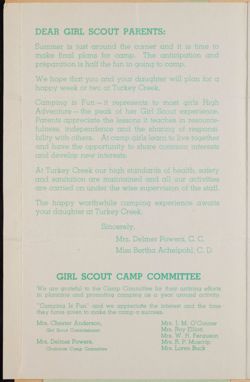 DEAR GIRL SCOUT PARENTS:
Summer is just around the corner and it is time
to make final plans for camp. The anticipation and
preparation is half the fun in going to camp.
We hope that you and your daughter will plan for a
happy week or two at Turkey Creek.
Camping is Fun — it represents to most girls High
Adventure — the peak of her Girl Scout experience.
Parents appreciate the lessons it teaches in resource-
fulness, independence and the sharing of responsi-
bility with others. At camp girls learn to live together
and have the opportunity to share common interests
and develop new interests.
At Turkey Creek our high standards of health, safety
and sanitation are maintained and all our activities
are carried on under the wise supervision of the staff.
The happy worthwhile camping experience awaits
your daughter at Turkey Creek.
Sincerely,
Mrs. Delmes Powers, C. C.
Miss Bertha Achelpohl, C. D.
GIRL SCOUT CAMP COMMITTEE
We are grateful to the Camp Committee for their untiring efforts
in planning and promoting camping as a year around activity.
"Camping Is Fun" and we appreciate the interest and the time
they have given to make the camp a success.
Mrs. Chester Anderson,
Girl Scout Commissioner
Mrs. Delmes Powers,
Chairman Camp Committee
Mrs. J. M. O'Connor
Mrs. Roy Elliott
Mrs. W. H. Ferguson
Mrs. R. P. Muscrip
Mrs. Loren Buck